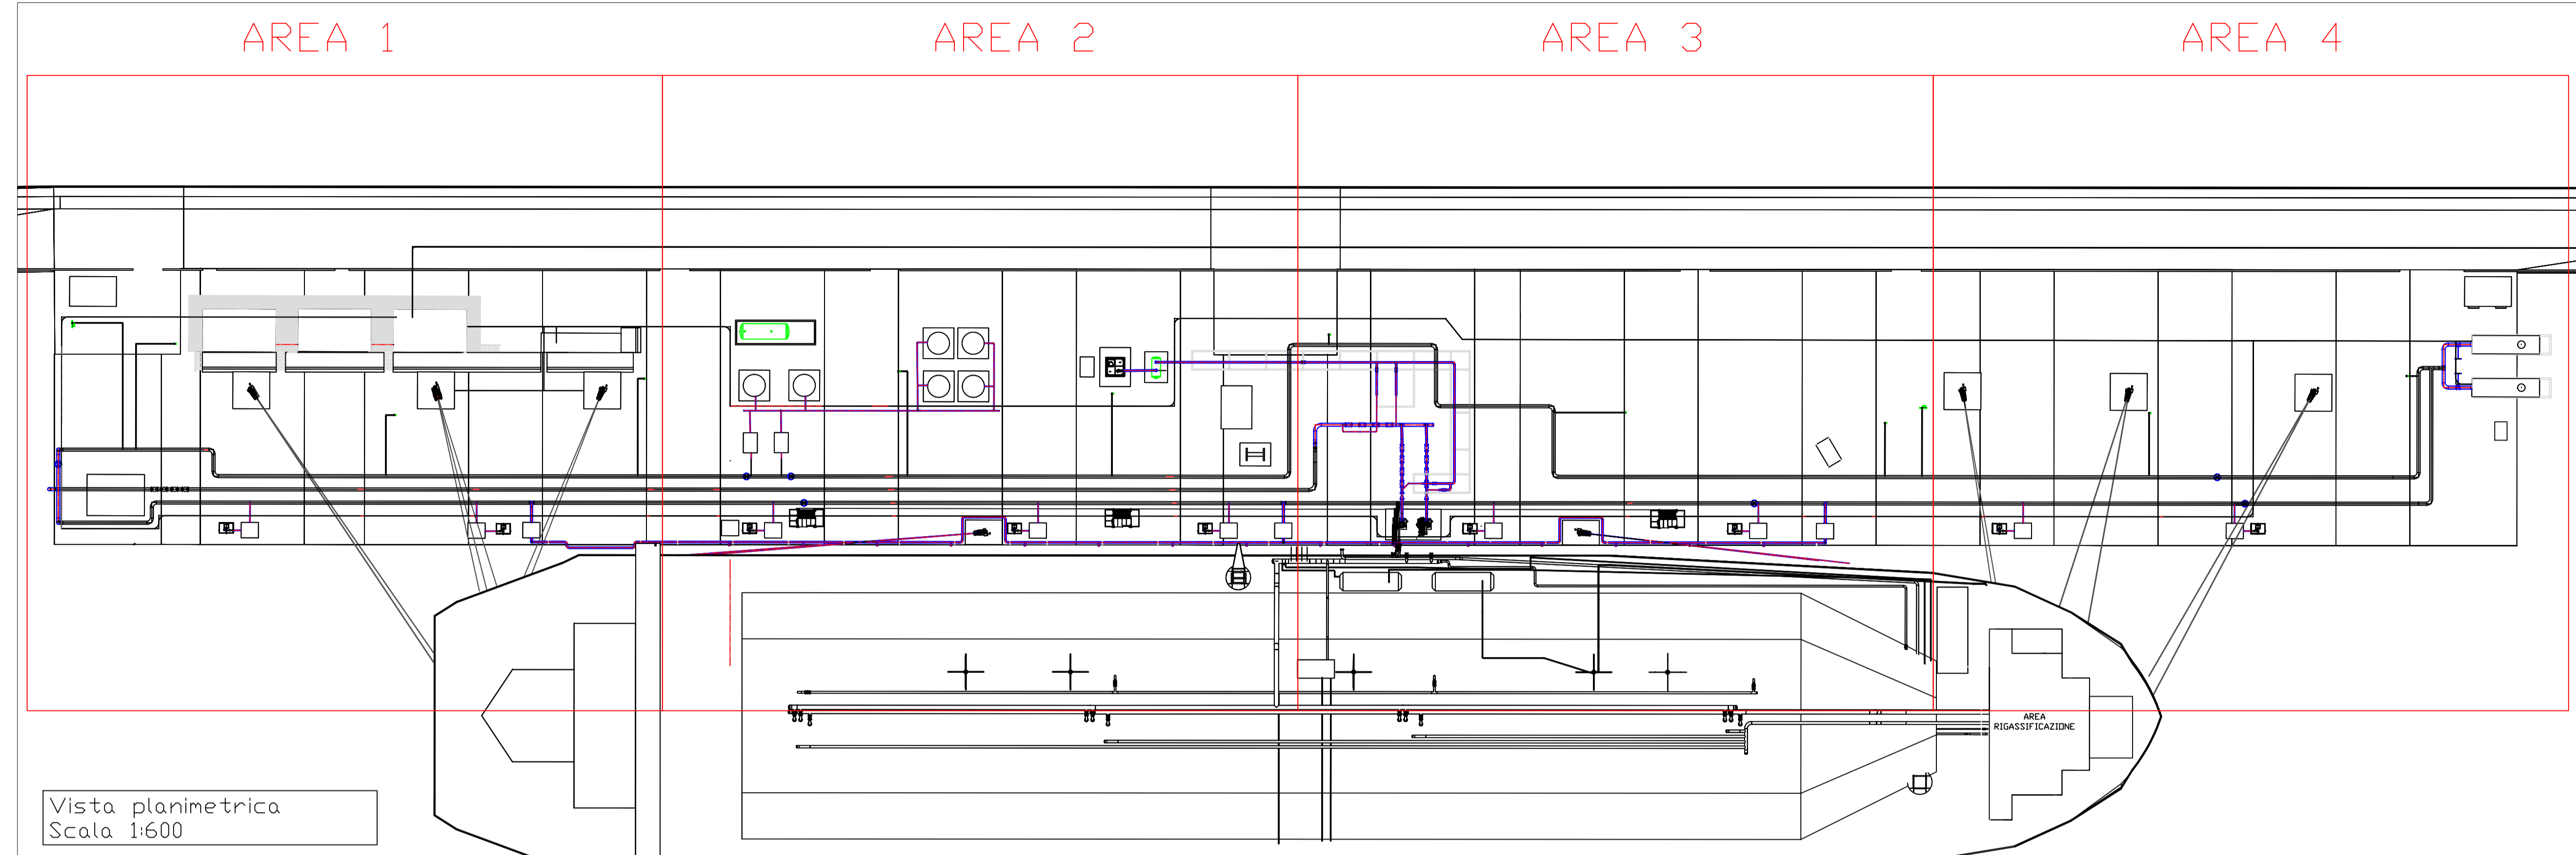 AREA 1
AREA 2
AREA 3
AREA 4
AREA
RIGASSIFICAZIONE
Vista planimetrica
Scala 1:600